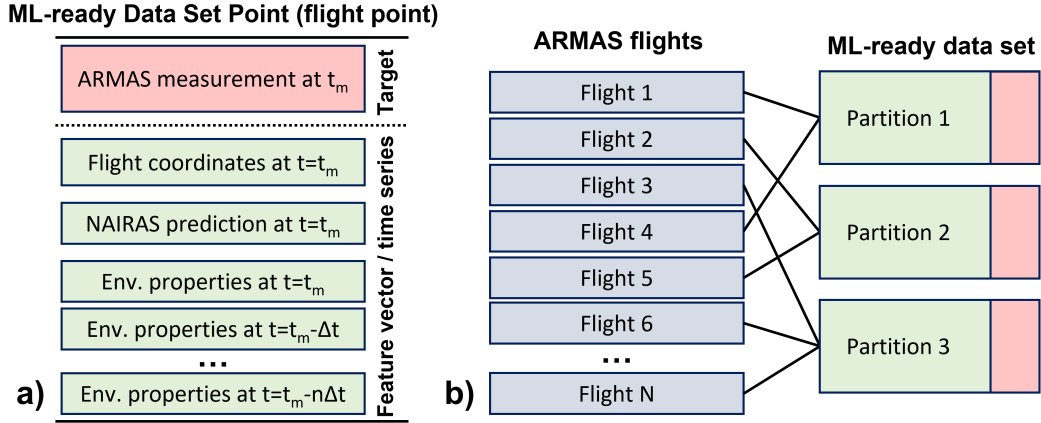 ML-ready Data Set Point (flight point)
ARMAS measurement at tₘ
Target
Flight coordinates at t=tₘ
NAIRAS prediction at t=tₘ
Env. properties at t=tₘ
Env. properties at t=tₘ-Δt
...
Env. properties at t=tₘ-nΔt
Feature vector / time series
a)
ARMAS flights
Flight 1
Flight 2
Flight 3
Flight 4
Flight 5
Flight 6
...
Flight N
b)
ML-ready data set
Partition 1
Partition 2
Partition 3